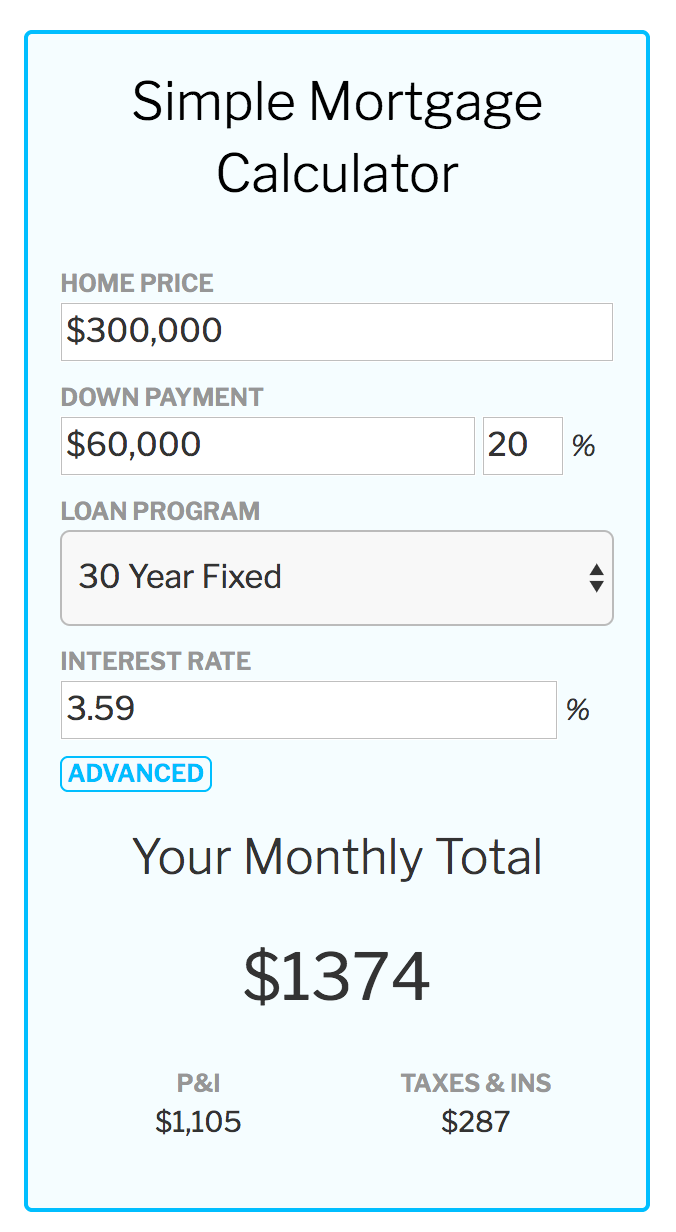 Simple Mortgage
Calculator
HOME PRICE
$300,000
DOWN PAYMENT
$60,000 20 %
LOAN PROGRAM
30 Year Fixed
INTEREST RATE
3.59 %
ADVANCED
Your Monthly Total
$1374
P&I TAXES & INS
$1,105 $287